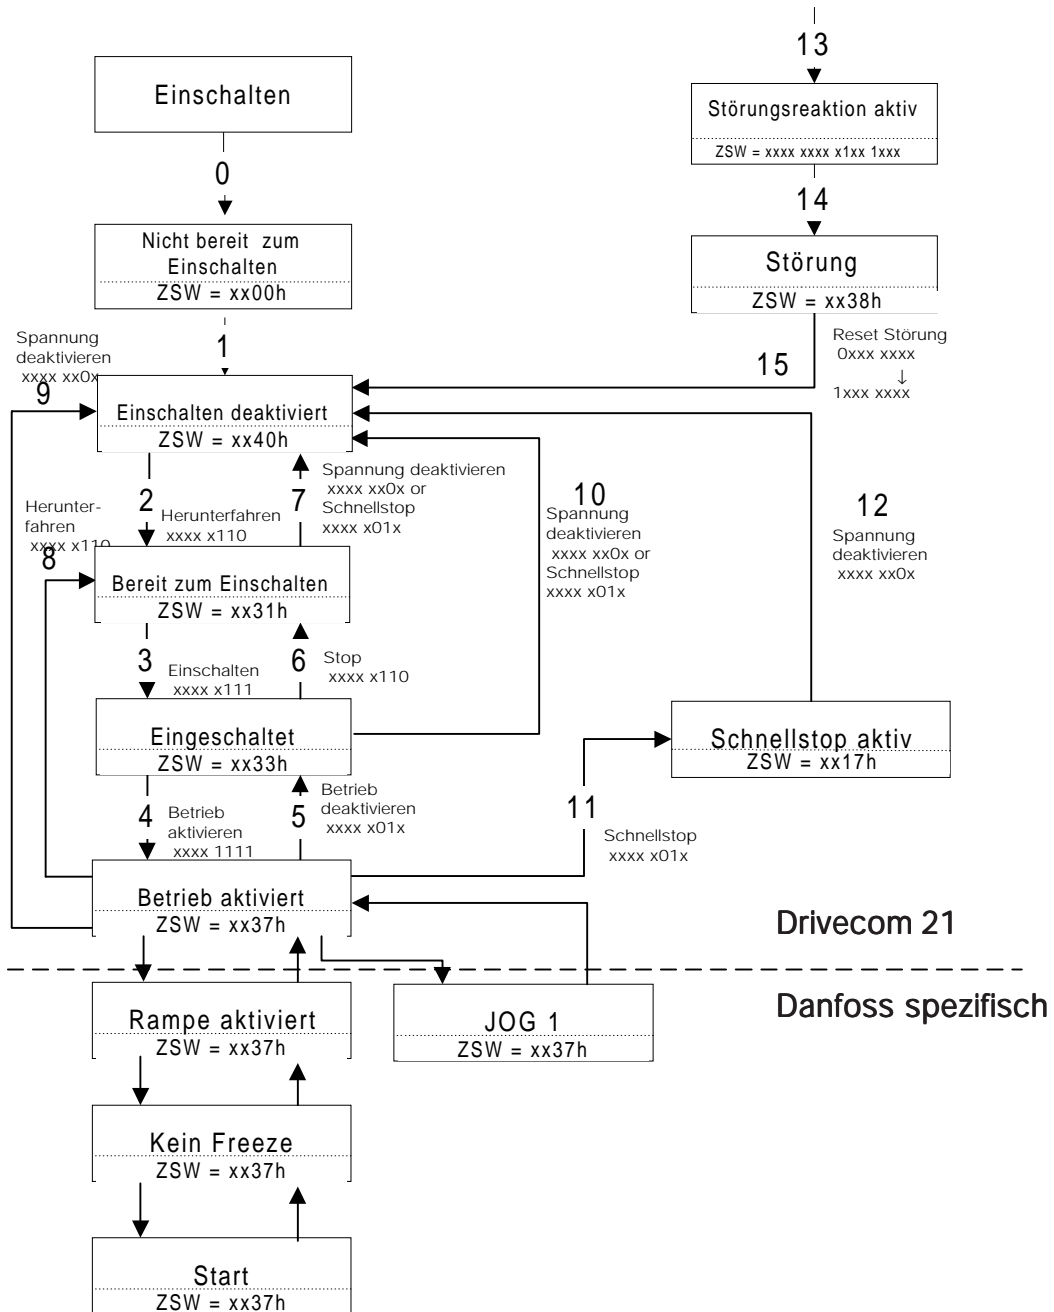 13
Einschalten
Störungsreaktion aktiv
ZSW = xxxx xxxx x1xx 1xxx
0
14
Nicht bereit zum
Einschalten
ZSW = xx00h
Störung
ZSW = xx38h
1
Spannung
deaktivieren
xxxx xx0x
9
15
Reset Störung
0xxx xxxx
↓
1xxx xxxx
Einschalten deaktiviert
ZSW = xx40h
2
Herunterfahren
xxxx x110
7
Spannung deaktivieren
xxxx xx0x or
Schnellstop
xxxx x01x
10
Spannung
deaktivieren
xxxx xx0x or
Schnellstop
xxxx x01x
12
Spannung
deaktivieren
xxxx xx0x
Herunter-
fahren
xxxx x110
8
Bereit zum Einschalten
ZSW = xx31h
3
Einschalten
xxxx x111
6
Stop
xxxx x110
Eingeschaltet
ZSW = xx33h
Schnellstop aktiv
ZSW = xx17h
4
Betrieb
aktivieren
xxxx 1111
5
Betrieb
deaktivieren
xxxx x01x
11
Schnellstop
xxxx x01x
Betrieb aktiviert
ZSW = xx37h
Drivecom 21
Danfoss spezifisch
Rampe aktiviert
ZSW = xx37h
JOG 1
ZSW = xx37h
Kein Freeze
ZSW = xx37h
Start
ZSW = xx37h